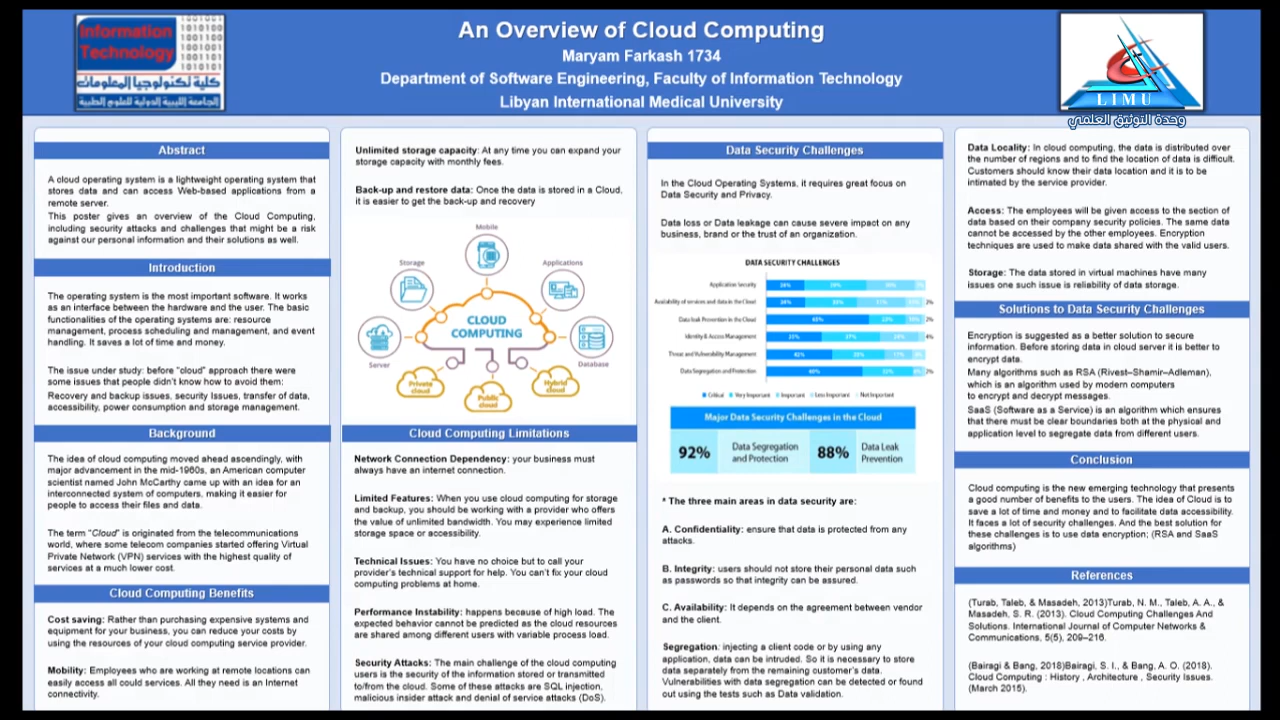 Information
Technology
كلية تكنولوجيا المعلومات
الجامعة الليبية الدولية للعلوم الطبية
An Overview of Cloud Computing
Maryam Farkash 1734
Department of Software Engineering, Faculty of Information Technology
Libyan International Medical University
LIMU
وحدة التوثيق العلمي
Abstract
A cloud operating system is a lightweight operating system that
stores data and can access Web-based applications from a
remote server.
This poster gives an overview of the Cloud Computing,
including security attacks and challenges that might be a risk
against our personal information and their solutions as well.
Introduction
The operating system is the most important software. It works
as an interface between the hardware and the user. The basic
functionalities of the operating systems are: resource
management, process scheduling and management, and event
handling. It saves a lot of time and money.
The issue under study: before "cloud" approach there were
some issues that people didn't know how to avoid them:
Recovery and backup issues, security Issues, transfer of data,
accessibility, power consumption and storage management.
Background
The idea of cloud computing moved ahead ascendingly, with
major advancement in the mid-1960s, an American computer
scientist named John McCarthy came up with an idea for an
interconnected system of computers, making it easier for
people to access their files and data.
The term "Cloud" is originated from the telecommunications
world, where some telecom companies started offering Virtual
Private Network (VPN) services with the highest quality of
services at a much lower cost.
Cloud Computing Benefits
Cost saving: Rather than purchasing expensive systems and
equipment for your business, you can reduce your costs by
using the resources of your cloud computing service provider.
Mobility: Employees who are working at remote locations can
easily access all could services. All they need is an Internet
connectivity.
Unlimited storage capacity: At any time you can expand your
storage capacity with monthly fees.
Back-up and restore data: Once the data is stored in a Cloud,
it is easier to get the back-up and recovery
Mobile
Storage
Applications
CLOUD
COMPUTING
Server
Database
Private
cloud
Public
cloud
Hybrid
cloud
Cloud Computing Limitations
Network Connection Dependency: your business must
always have an internet connection.
Limited Features: When you use cloud computing for storage
and backup, you should be working with a provider who offers
the value of unlimited bandwidth. You may experience limited
storage space or accessibility.
Technical Issues: You have no choice but to call your
provider's technical support for help. You can't fix your cloud
computing problems at home.
Performance Instability: happens because of high load. The
expected behavior cannot be predicted as the cloud resources
are shared among different users with variable process load.
Security Attacks: The main challenge of the cloud computing
users is the security of the information stored or transmitted
to/from the cloud. Some of these attacks are SQL injection,
malicious insider attack and denial of service attacks (DoS).
Data Security Challenges
In the Cloud Operating Systems, it requires great focus on
Data Security and Privacy.
Data loss or Data leakage can cause severe impact on any
business, brand or the trust of an organization.
DATA SECURITY CHALLENGES
Application Security
Availability of services and data in the Cloud
Data leak Prevention in the Cloud
Identity & Access Management
Threat and Vulnerability Management
Data Segregation and Protection
Critical Very Important Important Less Important Not Important
Major Data Security Challenges in the Cloud
92% Data Segregation and Protection 88% Data Leak Prevention
* The three main areas in data security are:
A. Confidentiality: ensure that data is protected from any
attacks.
B. Integrity: users should not store their personal data such
as passwords so that integrity can be assured.
C. Availability: It depends on the agreement between vendor
and the client.
Segregation: injecting a client code or by using any
application, data can be intruded. So it is necessary to store
data separately from the remaining customer's data.
Vulnerabilities with data segregation can be detected or found
out using the tests such as Data validation.
Data Locality: In cloud computing, the data is distributed over
the number of regions and to find the location of data is difficult.
Customers should know their data location and it is to be
intimated by the service provider.
Access: The employees will be given access to the section of
data based on their company security policies. The same data
cannot be accessed by the other employees. Encryption
techniques are used to make data shared with the valid users.
Storage: The data stored in virtual machines have many
issues one such issue is reliability of data storage.
Solutions to Data Security Challenges
Encryption is suggested as a better solution to secure
information. Before storing data in cloud server it is better to
encrypt data.
Many algorithms such as RSA (Rivest–Shamir–Adleman),
which is an algorithm used by modern computers
to encrypt and decrypt messages.
SaaS (Software as a Service) is an algorithm which ensures
that there must be clear boundaries both at the physical and
application level to segregate data from different users.
Conclusion
Cloud computing is the new emerging technology that presents
a good number of benefits to the users. The idea of Cloud is to
save a lot of time and money and to facilitate data accessibility.
It faces a lot of security challenges. And the best solution for
these challenges is to use data encryption; (RSA and SaaS
algorithms)
References
(Turab, Taleb, & Masadeh, 2013)Turab, N. M., Taleb, A. A., &
Masadeh, S. R. (2013). Cloud Computing Challenges And
Solutions. International Journal of Computer Networks &
Communications, 5(5), 209–216.
(Bairagi & Bang, 2018)Bairagi, S. I., & Bang, A. O. (2018).
Cloud Computing : History , Architecture , Security Issues.
(March 2015).